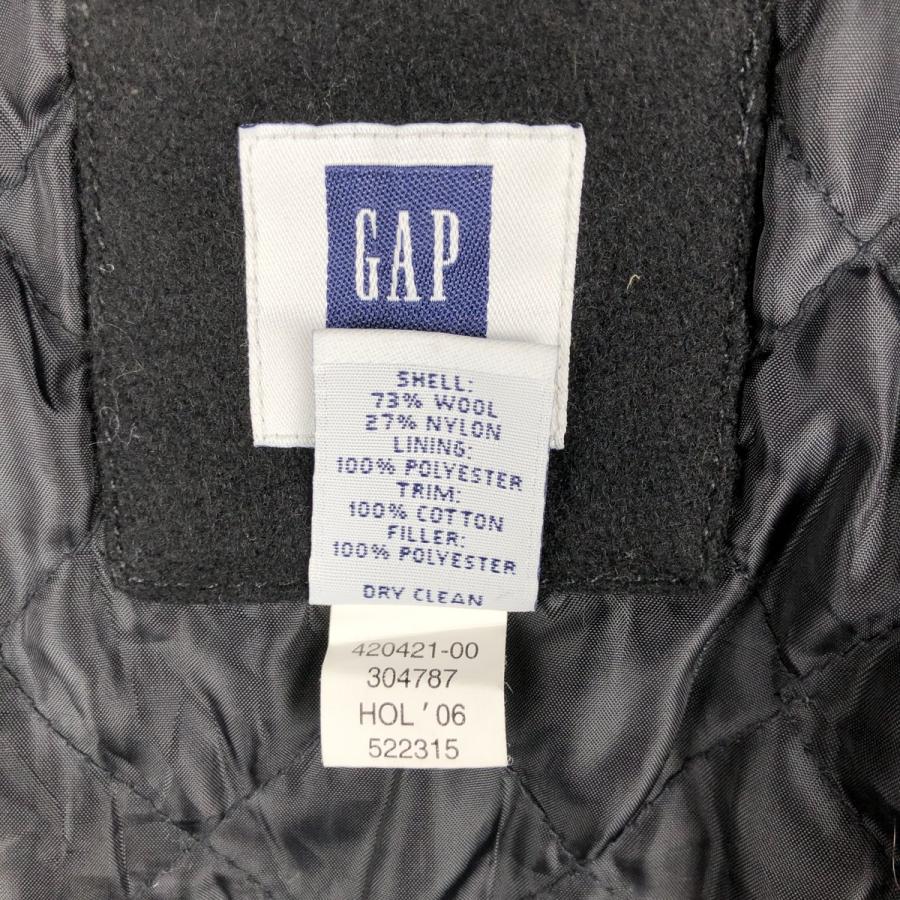 GAP
SHELL:
73% WOOL
27% NYLON
LINING:
100% POLYESTER
TRIM:
100% COTTON
FILLER:
100% POLYESTER
DRY CLEAN
420421-00
304787
HOL '06
522315